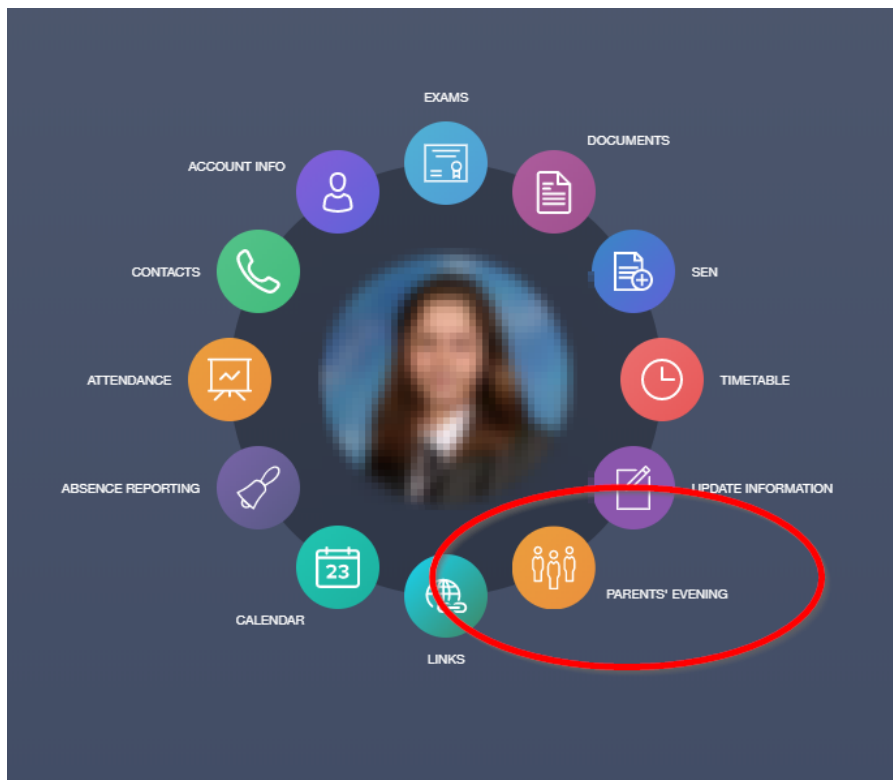 EXAMS
DOCUMENTS
ACCOUNT INFO
CONTACTS
SEN
ATTENDANCE
TIMETABLE
ABSENCE REPORTING
UPDATE INFORMATION
23
PARENTS' EVENING
CALENDAR
LINKS